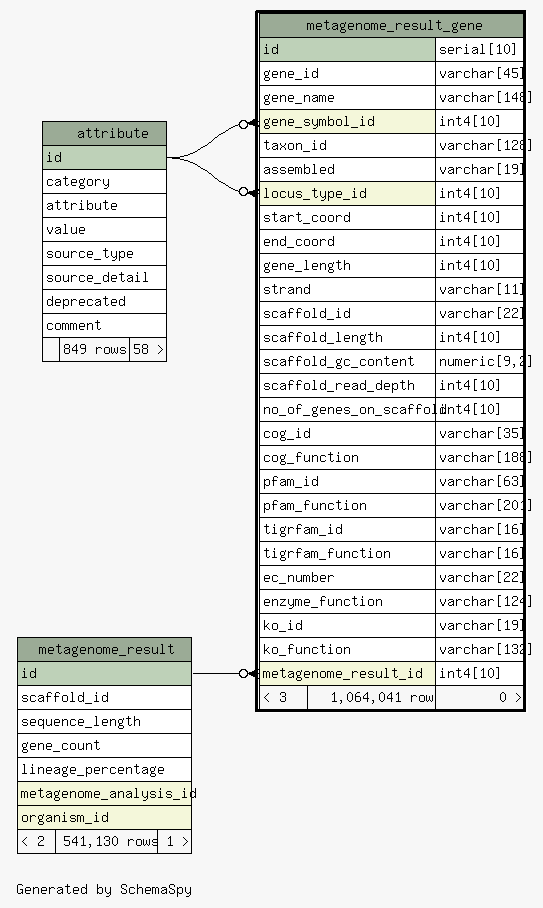 metagenome_result_gene
id serial[10]
gene_id varchar[45]
gene_name varchar[148]
gene_symbol_id int4[10]
taxon_id varchar[128]
assembled varchar[19]
locus_type_id int4[10]
start_coord int4[10]
end_coord int4[10]
gene_length int4[10]
strand varchar[11]
scaffold_id varchar[22]
scaffold_length int4[10]
scaffold_gc_content numeric[9,2]
scaffold_read_depth int4[10]
no_of_genes_on_scaffold int4[10]
cog_id varchar[35]
cog_function varchar[188]
pfam_id varchar[63]
pfam_function varchar[201]
tigrfam_id varchar[16]
tigrfam_function varchar[16]
ec_number varchar[22]
enzyme_function varchar[124]
ko_id varchar[19]
ko_function varchar[132]
metagenome_result_id int4[10]
< 3 1,064,041 row 0 >
attribute
id
category
attribute
value
source_type
source_detail
deprecated
comment
849 rows 58 >
metagenome_result
id
scaffold_id
sequence_length
gene_count
lineage_percentage
metagenome_analysis_id
organism_id
< 2 541,130 rows 1 >
Generated by SchemaSpy